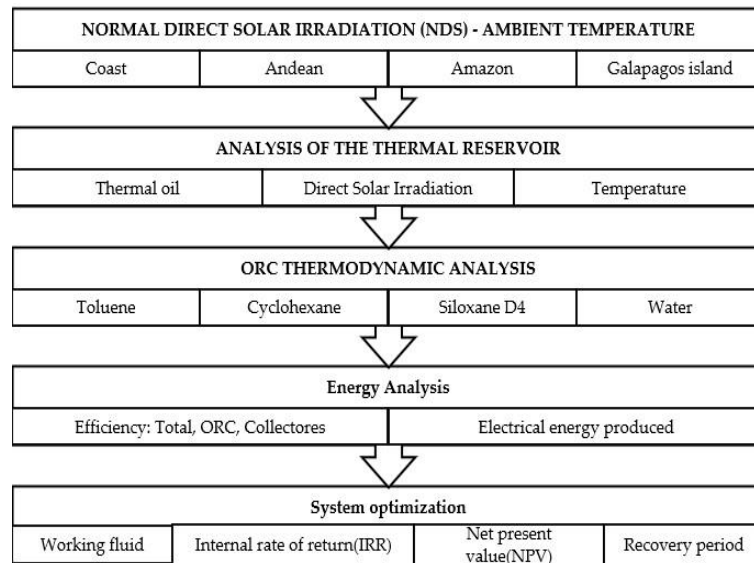 NORMAL DIRECT SOLAR IRRADIATION (NDS) - AMBIENT TEMPERATURE
Coast Andean Amazon Galapagos island
ANALYSIS OF THE THERMAL RESERVOIR
Thermal oil Direct Solar Irradiation Temperature
ORC THERMODYNAMIC ANALYSIS
Toluene Cyclohexane Siloxane D4 Water
Energy Analysis
Efficiency: Total, ORC, Collectores Electrical energy produced
System optimization
Working fluid Internal rate of return(IRR) Net present
value(NPV) Recovery period